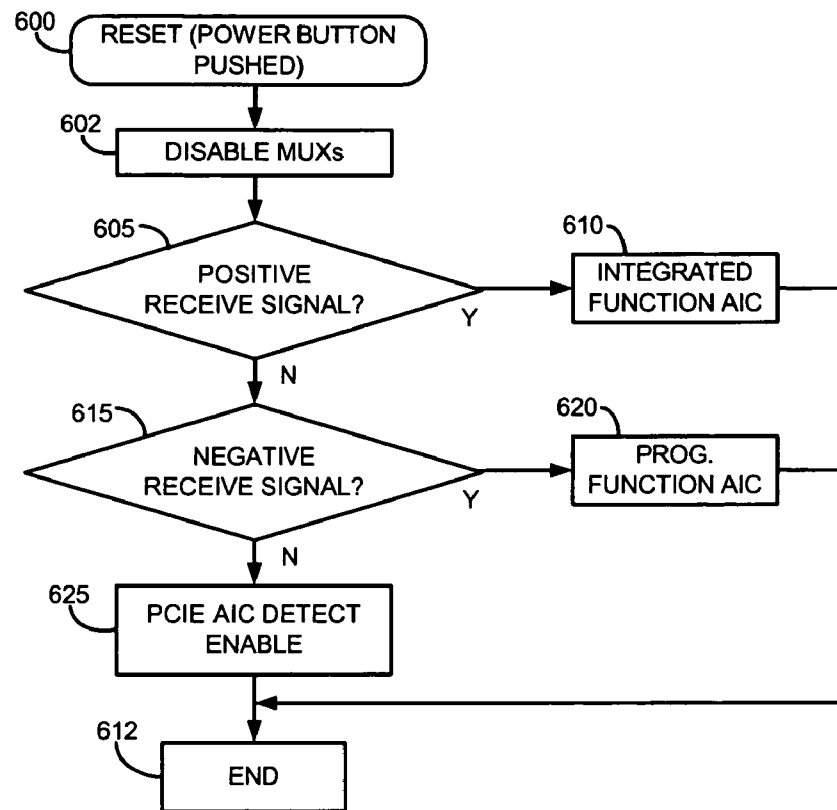 600
RESET (POWER BUTTON
PUSHED)
602
DISABLE MUXs
605
POSITIVE
RECEIVE SIGNAL?
Y
N
610
INTEGRATED
FUNCTION AIC
615
NEGATIVE
RECEIVE SIGNAL?
Y
N
620
PROG.
FUNCTION AIC
625
PCIE AIC DETECT
ENABLE
612
END